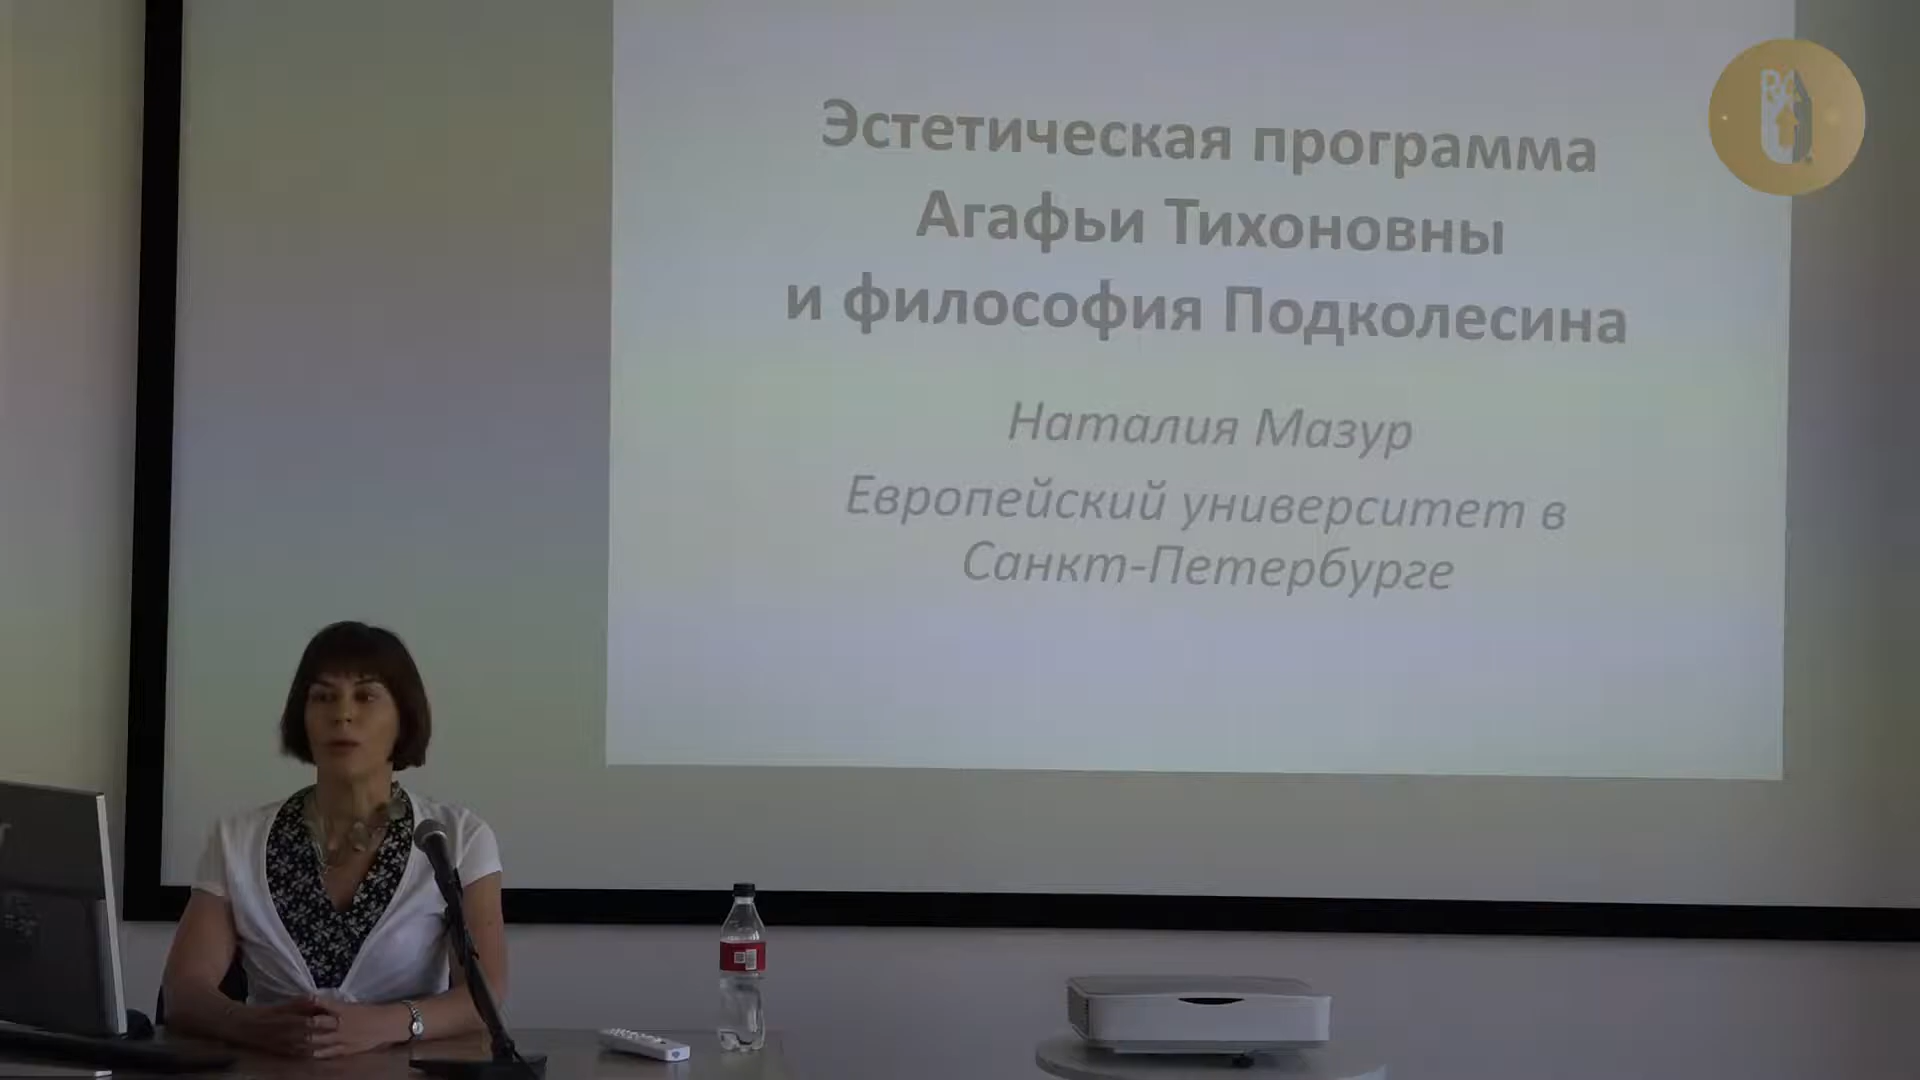 Эстетическая программа
Агафьи Тихоновны
и философия Подколесина
Наталия Мазур
Европейский университет в
Санкт-Петербурге